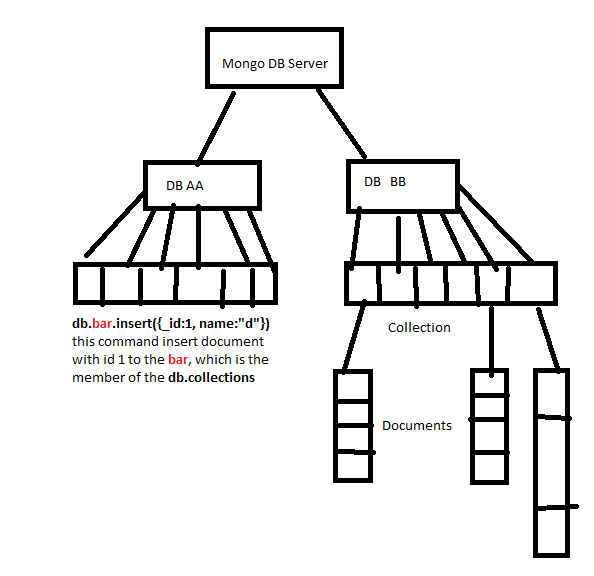 Mongo DB Server
DB AA
DB BB
db.bar.insert({_id:1, name:"d"})
this command insert document
with id 1 to the bar, which is the
member of the db.collections
Collection
Documents